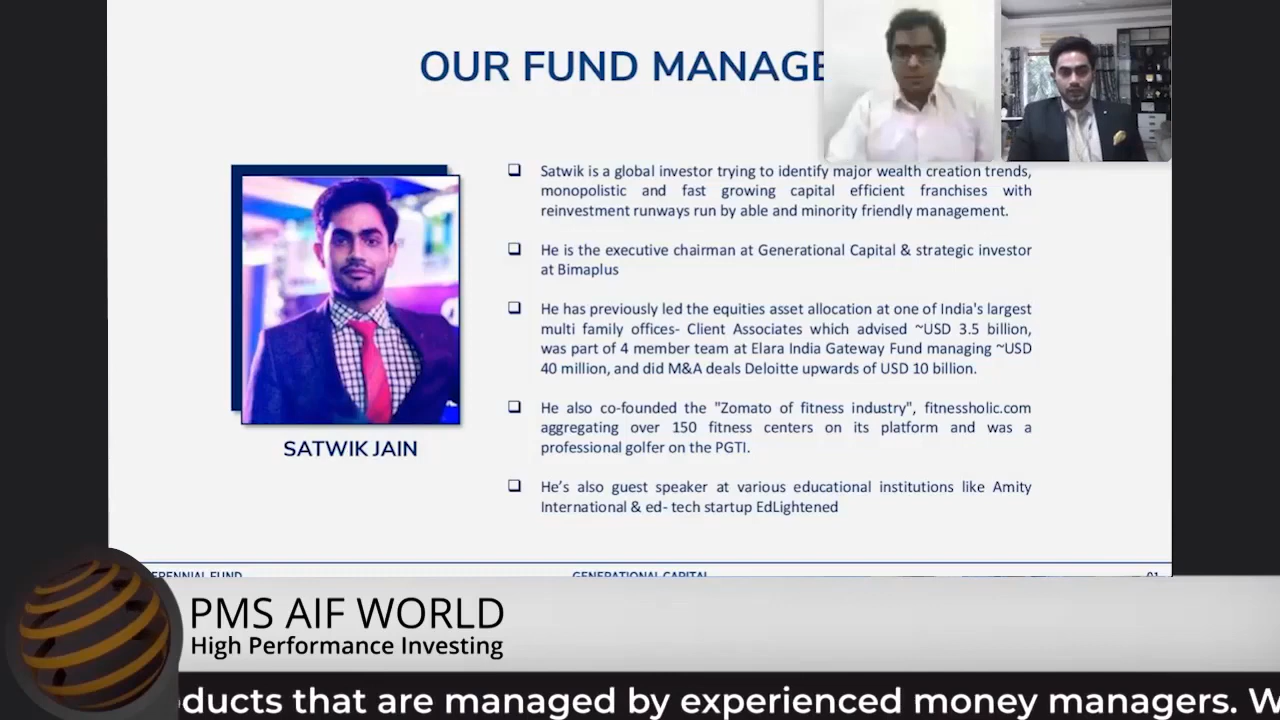 OUR FUND MANAGE
Satwik is a global investor trying to identify major wealth creation trends,
monopolistic and fast growing capital efficient franchises with
reinvestment runways run by able and minority friendly management.
He is the executive chairman at Generational Capital & strategic investor
at Bimaplus
He has previously led the equities asset allocation at one of India's largest
multi family offices- Client Associates which advised ~USD 3.5 billion,
was part of 4 member team at Elara India Gateway Fund managing ~USD
40 million, and did M&A deals Deloitte upwards of USD 10 billion.
He also co-founded the "Zomato of fitness industry", fitnessholic.com
aggregating over 150 fitness centers on its platform and was a
professional golfer on the PGTI.
He's also guest speaker at various educational institutions like Amity
International & ed- tech startup EdLightened
SATWIK JAIN
ERENNIAL FUND
GENERATIONAL CAPITAL
01
PMS AIF WORLD
High Performance Investing
oducts that are managed by experienced money managers. W